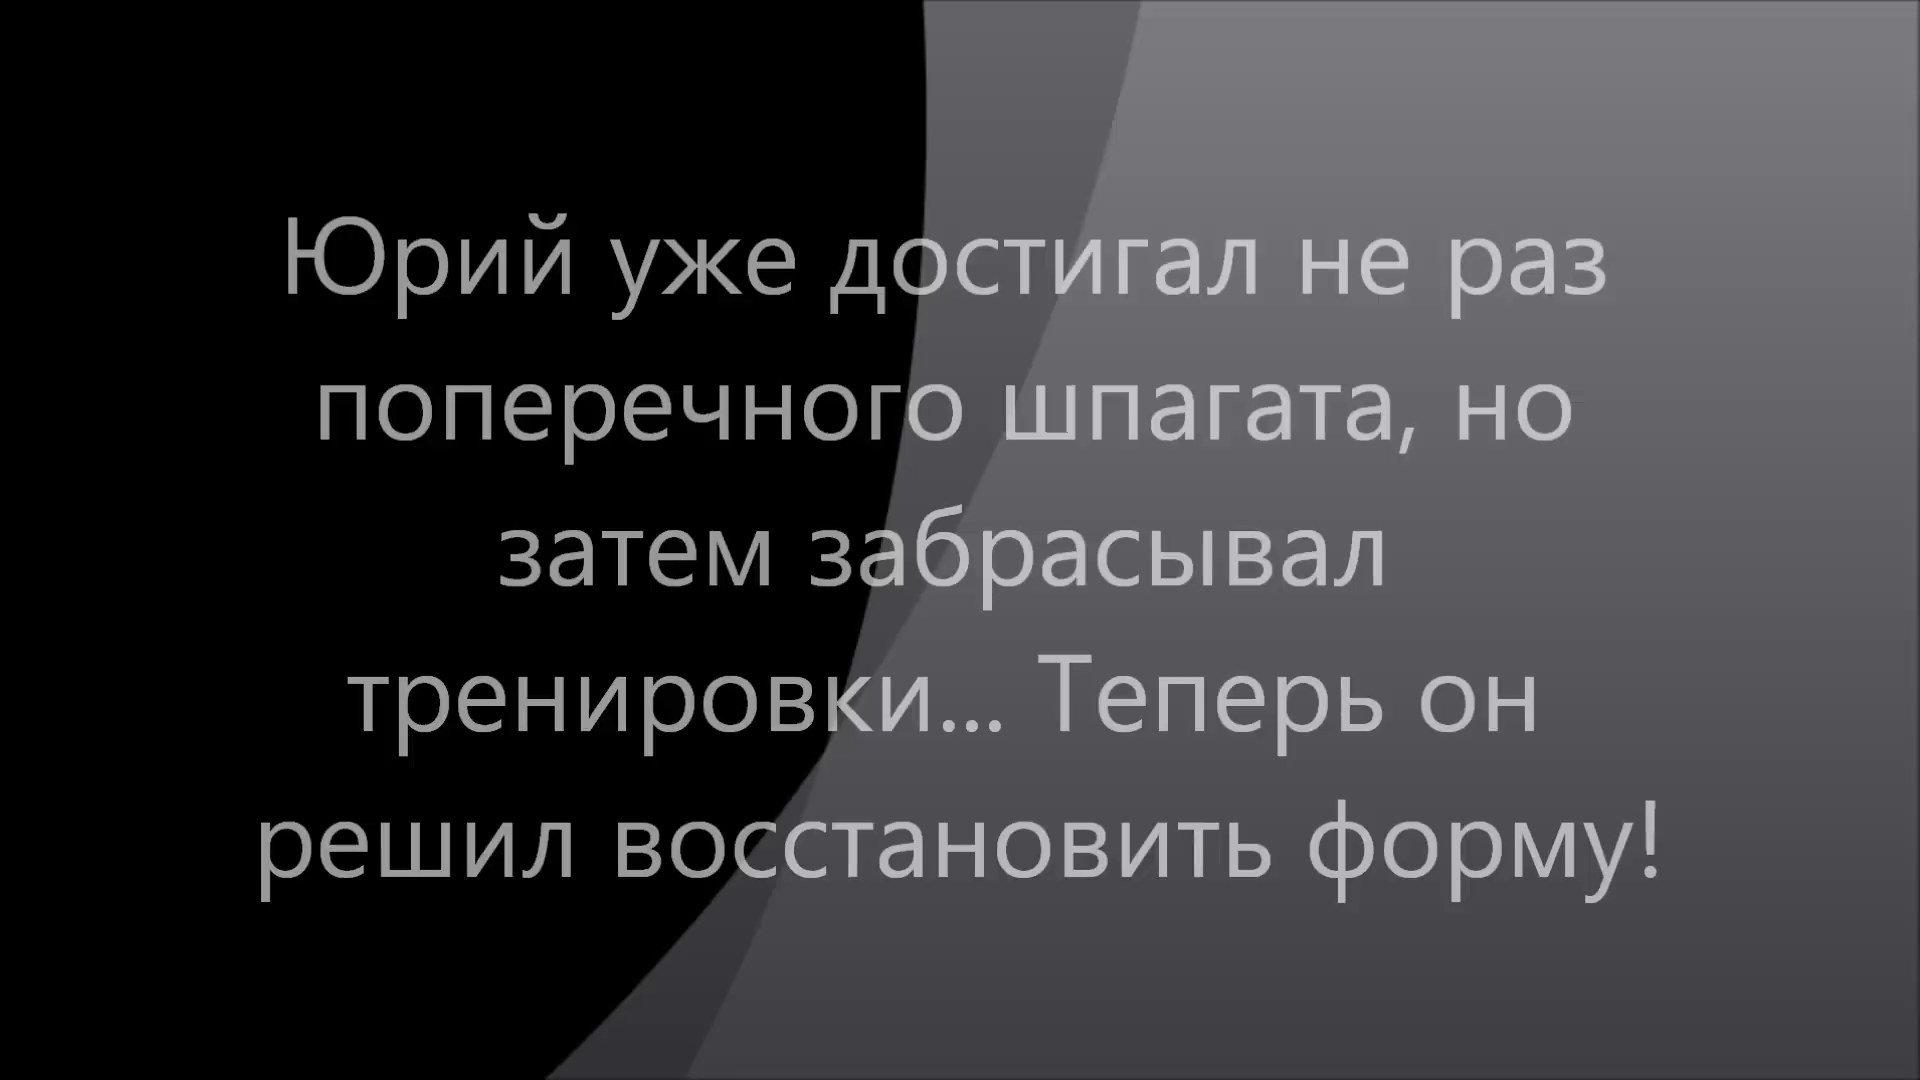 Юрий уже достигал не раз
поперечного шпагата, но
затем забрасывал
тренировки... Теперь он
решил восстановить форму!